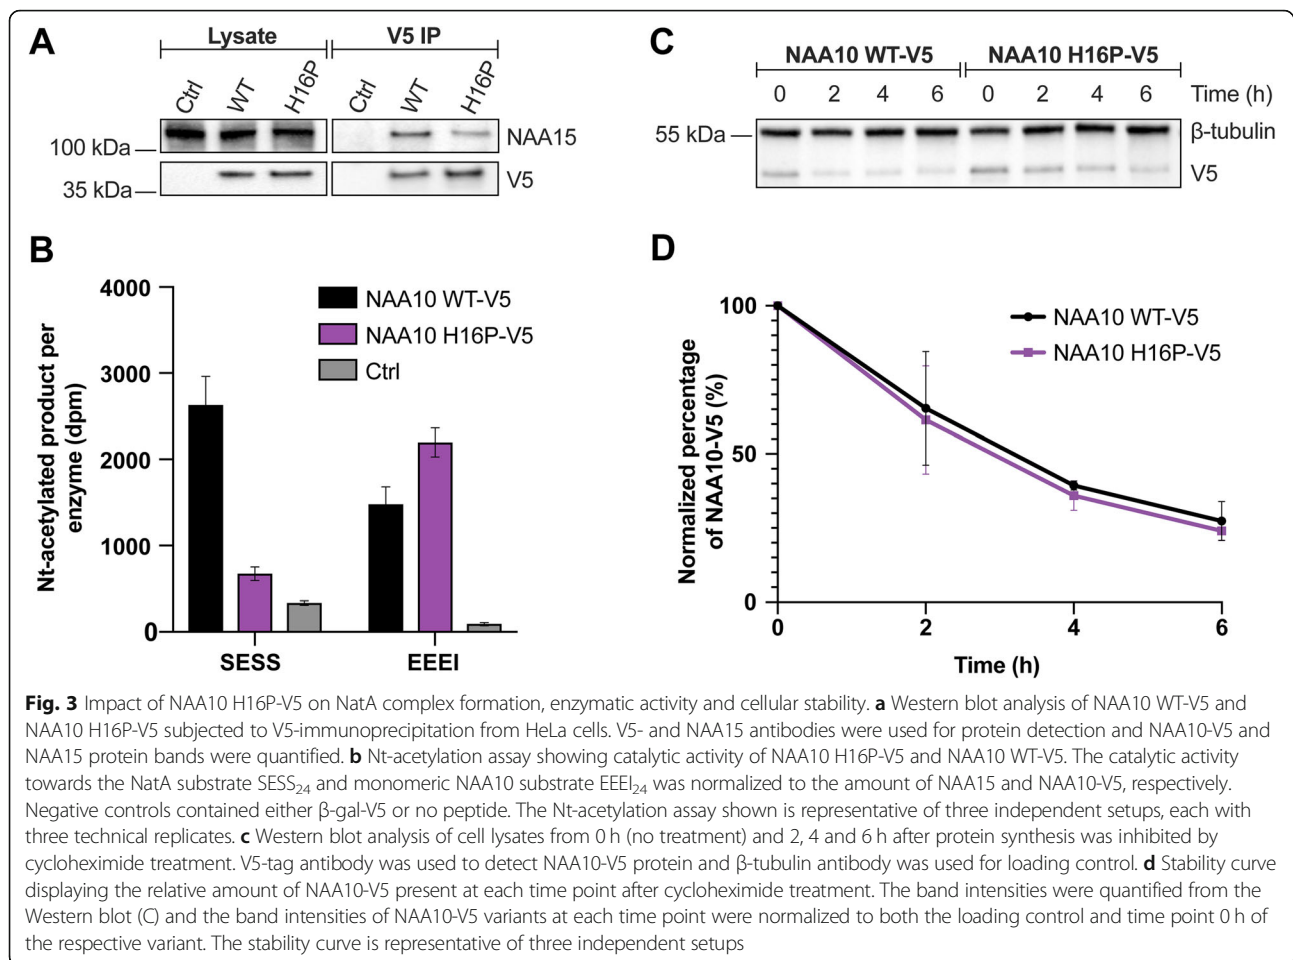 A
Lysate
V5 IP
Ctrl
WT
H16P
Ctrl
WT
H16P
NAA15
100 kDa
V5
35 kDa
B
4000
3000
2000
1000
0
Nt-acetylated product per
enzyme (dpm)
NAA10 WT-V5
NAA10 H16P-V5
Ctrl
SESS
EEEI
C
NAA10 WT-V5
NAA10 H16P-V5
0 2 4 6 0 2 4 6 Time (h)
55 kDa
β-tubulin
V5
D
100
50
0
Normalized percentage
of NAA10-V5 (%)
NAA10 WT-V5
NAA10 H16P-V5
0 2 4 6
Time (h)
Fig. 3 Impact of NAA10 H16P-V5 on NatA complex formation, enzymatic activity and cellular stability. a Western blot analysis of NAA10 WT-V5 and
NAA10 H16P-V5 subjected to V5-immunoprecipitation from HeLa cells. V5- and NAA15 antibodies were used for protein detection and NAA10-V5 and
NAA15 protein bands were quantified. b Nt-acetylation assay showing catalytic activity of NAA10 H16P-V5 and NAA10 WT-V5. The catalytic activity
towards the NatA substrate SESS24 and monomeric NAA10 substrate EEEI24 was normalized to the amount of NAA15 and NAA10-V5, respectively.
Negative controls contained either β-gal-V5 or no peptide. The Nt-acetylation assay shown is representative of three independent setups, each with
three technical replicates. c Western blot analysis of cell lysates from 0 h (no treatment) and 2, 4 and 6 h after protein synthesis was inhibited by
cycloheximide treatment. V5-tag antibody was used to detect NAA10-V5 protein and β-tubulin antibody was used for loading control. d Stability curve
displaying the relative amount of NAA10-V5 present at each time point after cycloheximide treatment. The band intensities were quantified from the
Western blot (C) and the band intensities of NAA10-V5 variants at each time point were normalized to both the loading control and time point 0 h of
the respective variant. The stability curve is representative of three independent setups